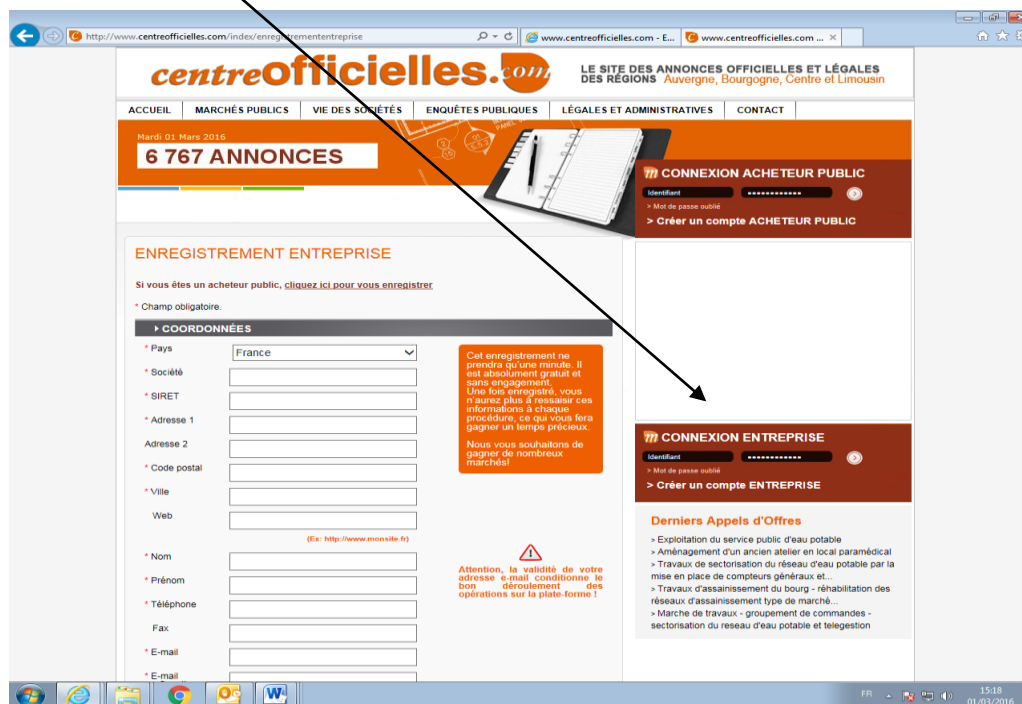 http://www.centreofficielles.com/index/enregistremententreprise
www.centreofficielles.com - E...
www.centreofficielles.com ...
centreofficielles.com
LE SITE DES ANNONCES OFFICIELLES ET LÉGALES
DES RÉGIONS Auvergne, Bourgogne, Centre et Limousin
ACCUEIL MARCHÉS PUBLICS VIE DES SOCIÉTÉS ENQUÊTES PUBLIQUES LÉGALES ET ADMINISTRATIVES CONTACT
Mardi 01 Mars 2016
6 767 ANNONCES
CONNEXION ACHETEUR PUBLIC
Identifiant ••••••••••••
> Mot de passe oublié
> Créer un compte ACHETEUR PUBLIC
ENREGISTREMENT ENTREPRISE
Si vous êtes un acheteur public, cliquez ici pour vous enregistrer
* Champ obligatoire.
COORDONNÉES
* Pays
France
* Société
* SIRET
* Adresse 1
Adresse 2
* Code postal
* Ville
Web
(Ex: http://www.monsite.fr)
* Nom
* Prénom
* Téléphone
Fax
* E-mail
* E-mail
Cet enregistrement ne
prendra qu'une minute. Il
est absolument gratuit et
sans engagement.
Une fois enregistré, vous
n'aurez plus à ressaisir ces
informations à chaque
procédure, ce qui vous fera
gagner un temps précieux.
Nous vous souhaitons de
gagner de nombreux
marchés!
Attention, la validité de votre
adresse e-mail conditionne le
bon déroulement des
opérations sur la plate-forme !
CONNEXION ENTREPRISE
Identifiant ••••••••••••
> Mot de passe oublié
> Créer un compte ENTREPRISE
Derniers Appels d'Offres
> Exploitation du service public d'eau potable
> Aménagement d'un ancien atelier en local paramédical
> Travaux de sectorisation du réseau d'eau potable par la
mise en place de compteurs généraux et...
> Travaux d'assainissement du bourg - réhabilitation des
réseaux d'assainissement type de marché...
> Marche de travaux - groupement de commandes -
sectorisation du reseau d'eau potable et telegestion
FR
15:18
01/03/2016